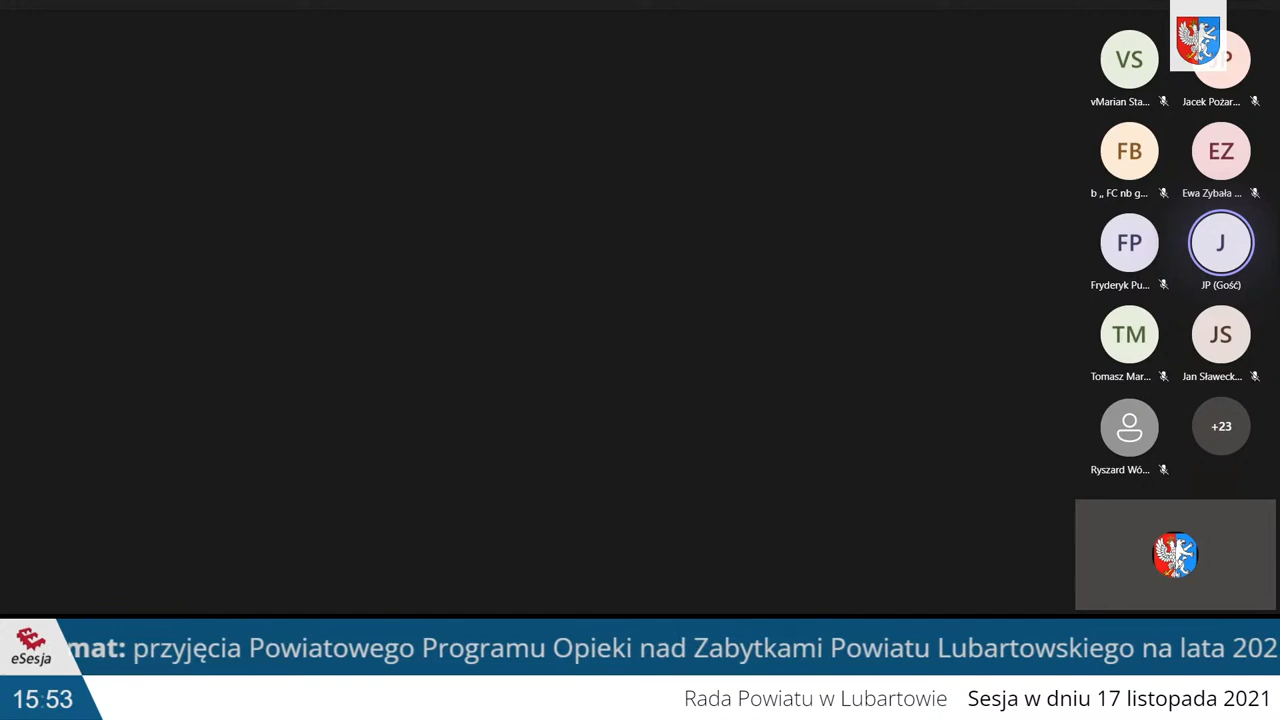 VS
vMarian Sta...
Jacek Pożar...
FB
b ,, FC nb g...
EZ
Ewa Zybała ...
FP
Fryderyk Pu...
J
JP (Gość)
TM
Tomasz Mar...
JS
Jan Sławeck...
Ryszard Wó...
+23
eSesja
mat: przyjęcia Powiatowego Programu Opieki nad Zabytkami Powiatu Lubartowskiego na lata 202
15:53
Rada Powiatu w Lubartowie Sesja w dniu 17 listopada 2021